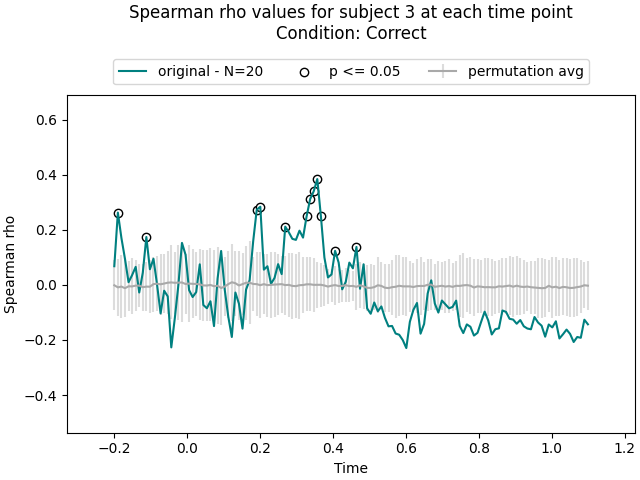 Spearman rho values for subject 3 at each time point
Condition: Correct
original - N=20
p <= 0.05
permutation avg
Spearman rho
0.6
0.4
0.2
0.0
−0.2
−0.4
−0.2
0.0
0.2
0.4
0.6
0.8
1.0
1.2
Time